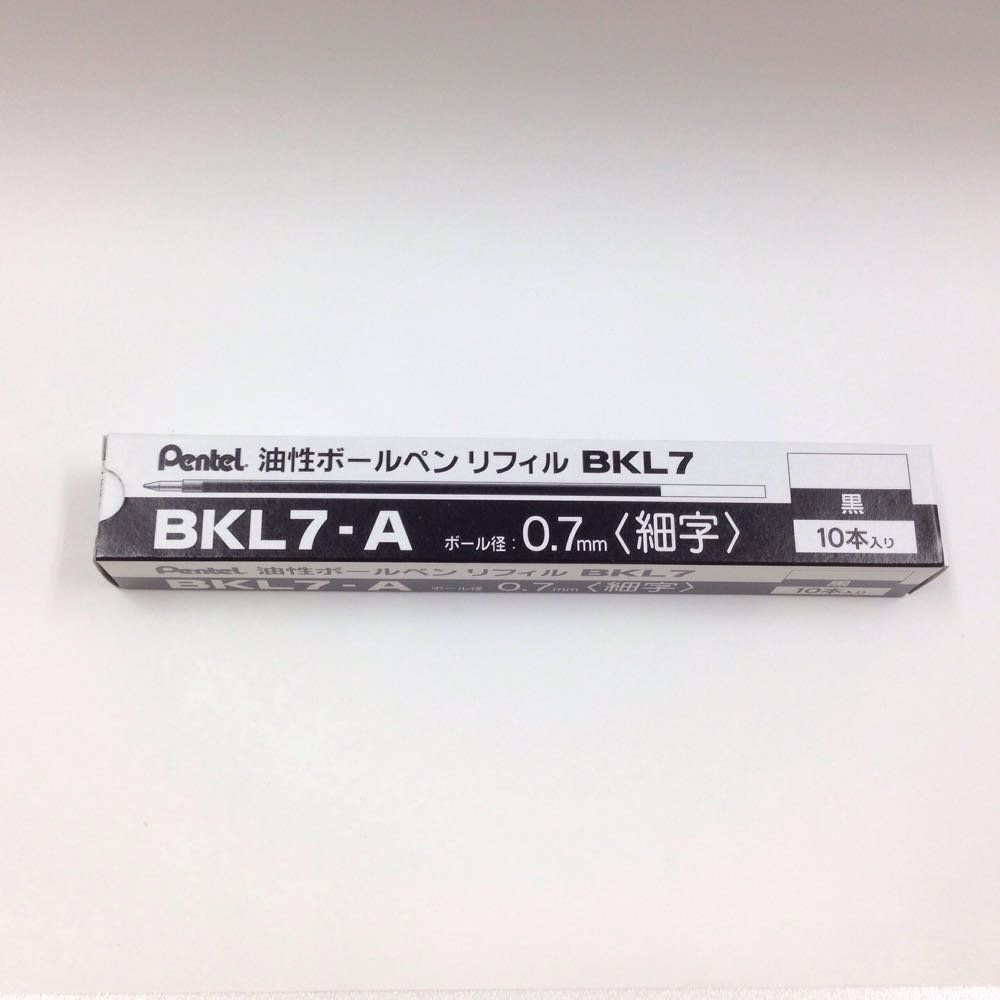 Pentel 油性ボールペン リフィル BKL7
BKL7-A ボール径：0.7mm〈細字〉
黒
10本入り
Pentel 油性ボールペン リフィル BKL7
BKL7-A ボール径 0.7mm〈細字〉
黒
10本入り